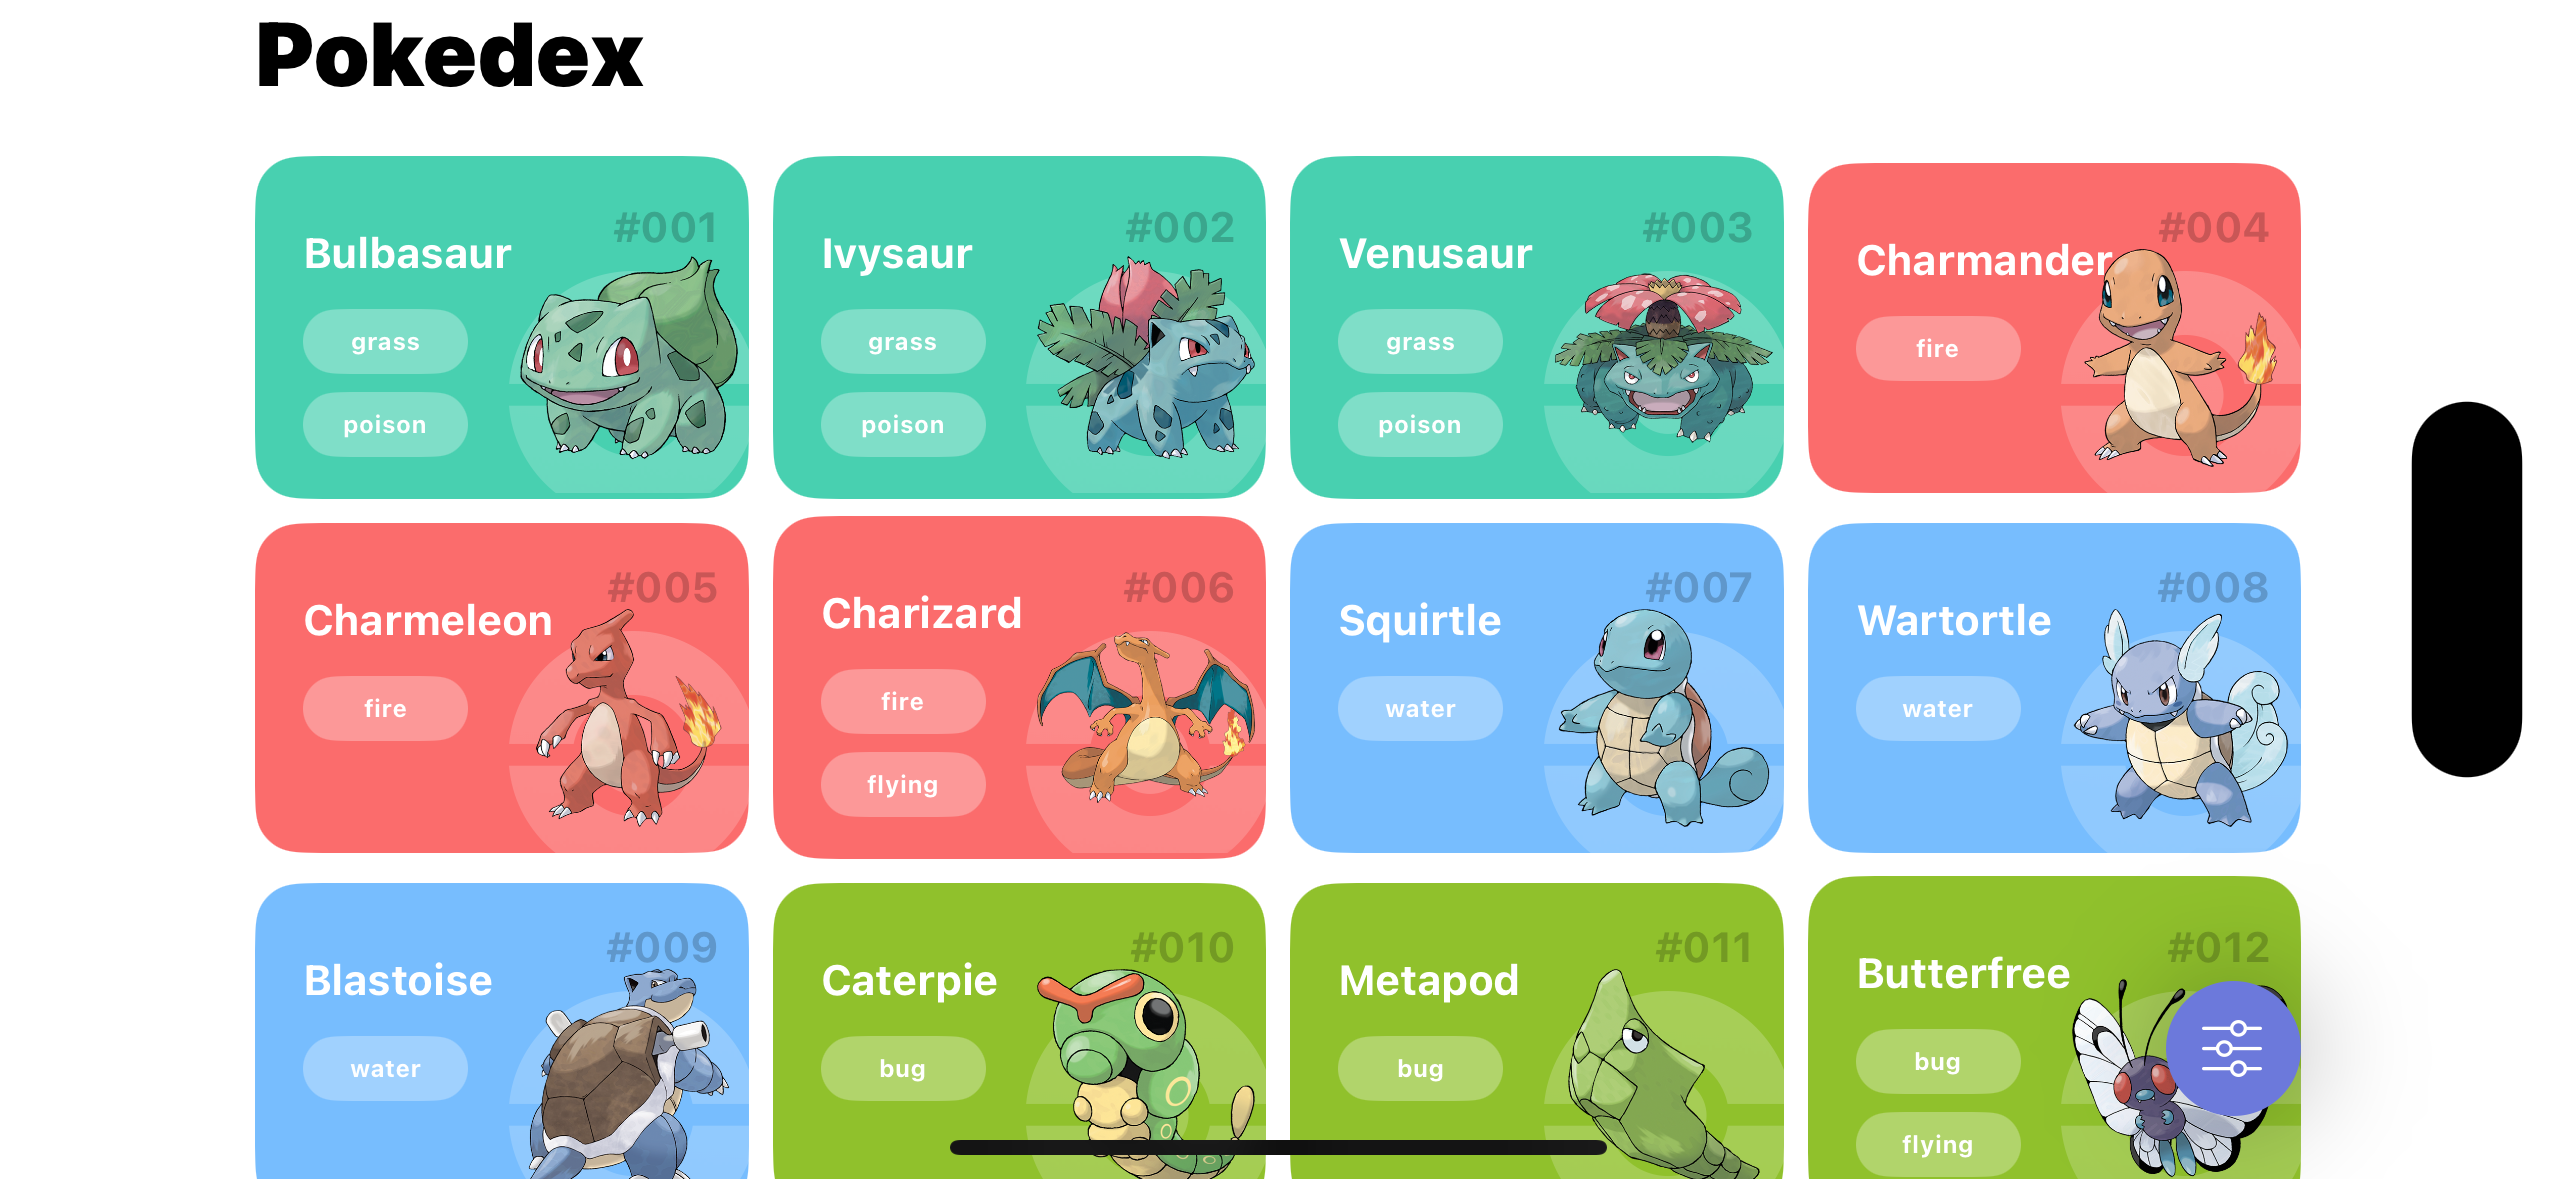 Pokedex
#001
Bulbasaur
grass
poison
#002
Ivysaur
grass
poison
#003
Venusaur
grass
poison
#004
Charmander
fire
#005
Charmeleon
fire
#006
Charizard
fire
flying
#007
Squirtle
water
#008
Wartortle
water
#009
Blastoise
water
#010
Caterpie
bug
#011
Metapod
bug
#012
Butterfree
bug
flying